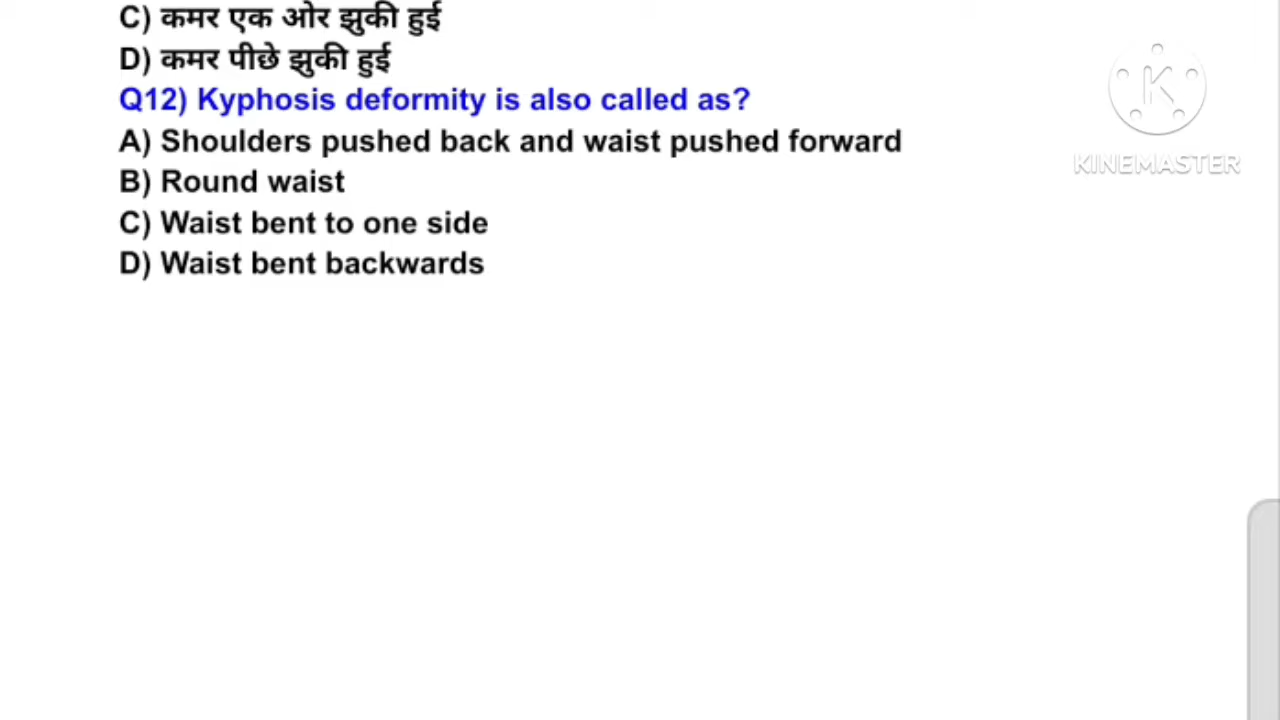 C) कमर एक ओर झुकी हुई
D) कमर पीछे झुकी हुई
Q12) Kyphosis deformity is also called as?
A) Shoulders pushed back and waist pushed forward
B) Round waist
C) Waist bent to one side
D) Waist bent backwards
K
KINEMASTER